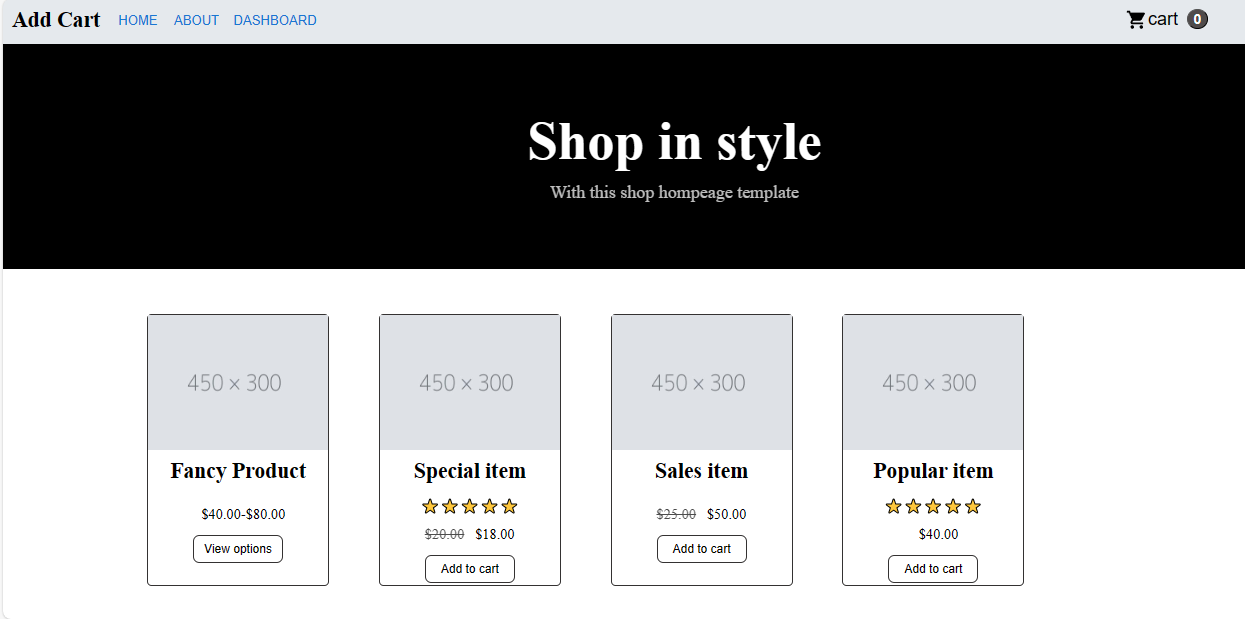 Add Cart HOME ABOUT DASHBOARD cart 0
Shop in style
With this shop hompeage template
450 × 300 450 × 300 450 × 300 450 × 300
Fancy Product Special item Sales item Popular item
$40.00-$80.00 $20.00 $18.00 $25.00 $50.00 $40.00
View options Add to cart Add to cart Add to cart